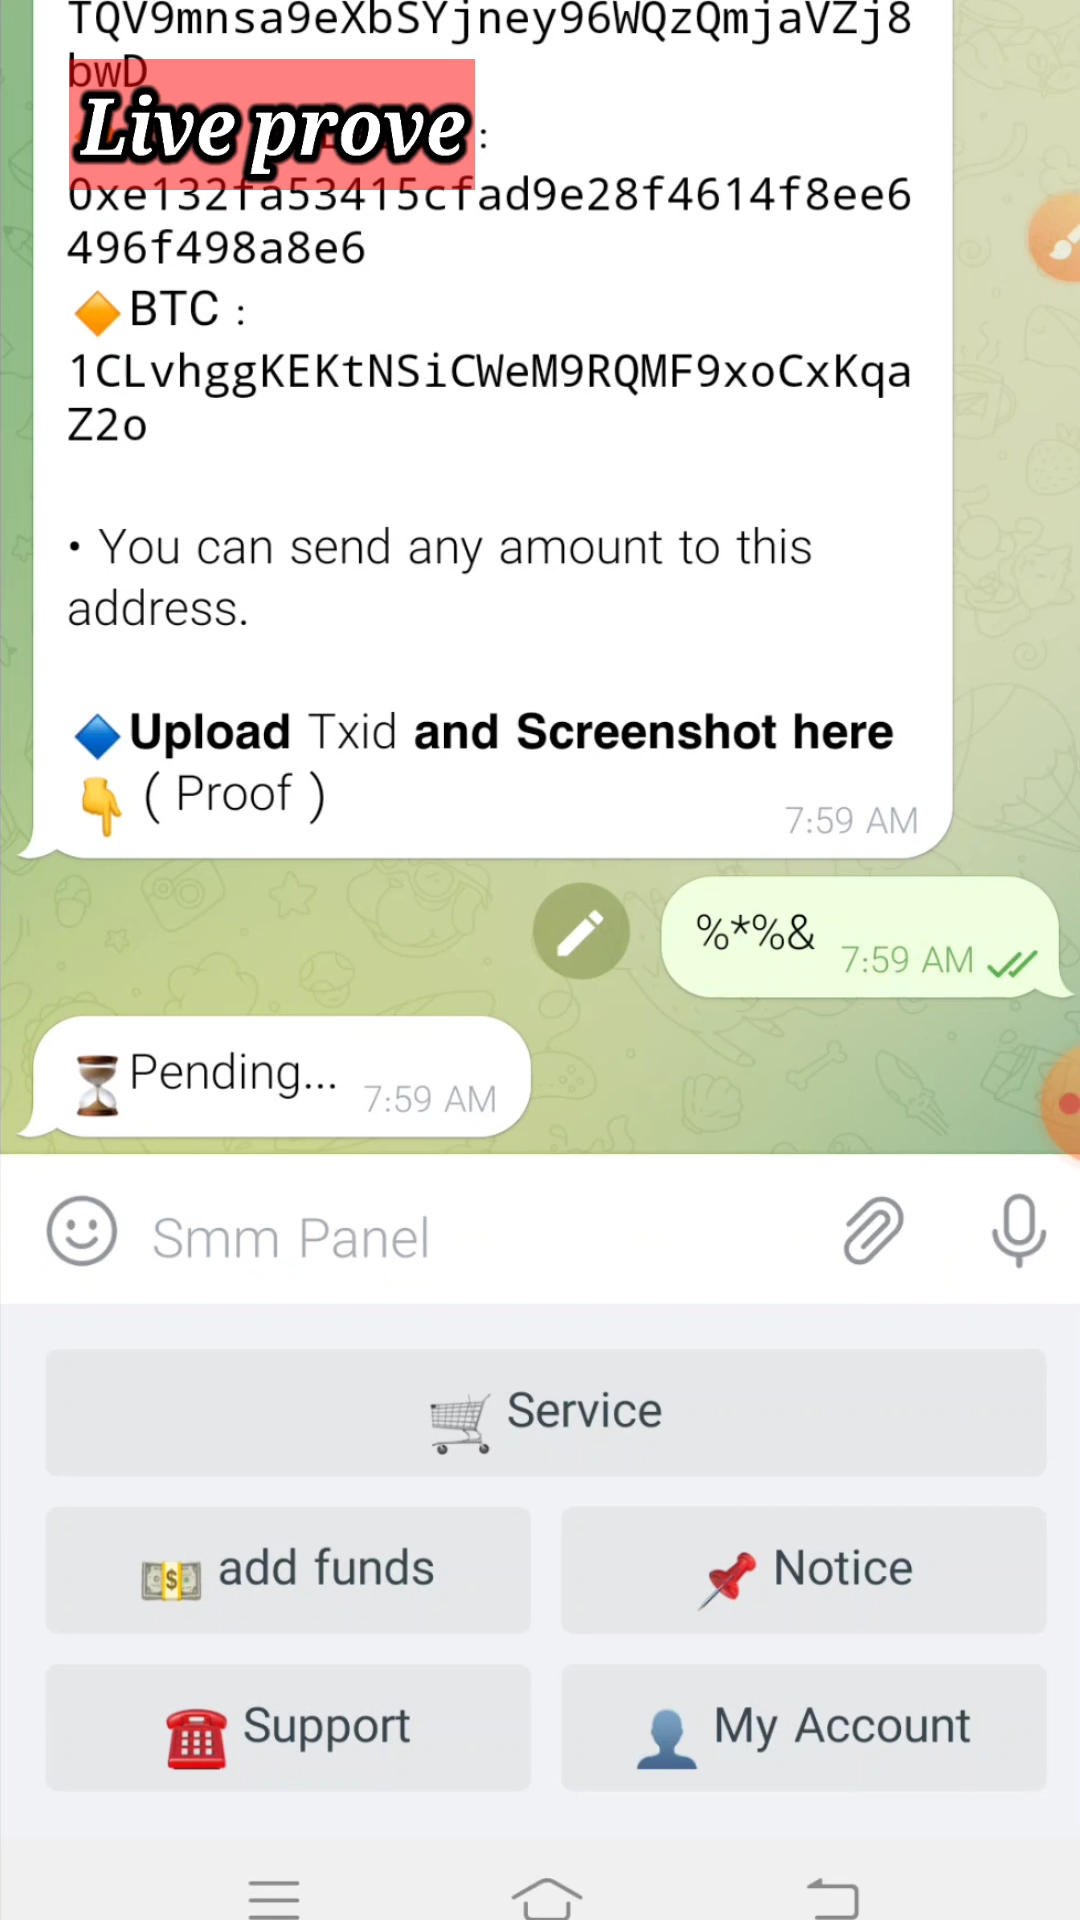 TQV9mnsa9eXbSYjney96WQzQmjaVZj8
bwD
Live prove :
0xe132fa53415cfad9e28f4614f8ee6
496f498a8e6
🔶BTC :
1CLvhggKEKtNSiCWeM9RQMF9xoCxKqa
Z2o
• You can send any amount to this
address.
🔷Upload Txid and Screenshot here
👇 ( Proof )
7:59 AM
%*%& 7:59 AM
⏳Pending... 7:59 AM
Smm Panel
🛒 Service
💵 add funds
📌 Notice
☎️ Support
👤 My Account